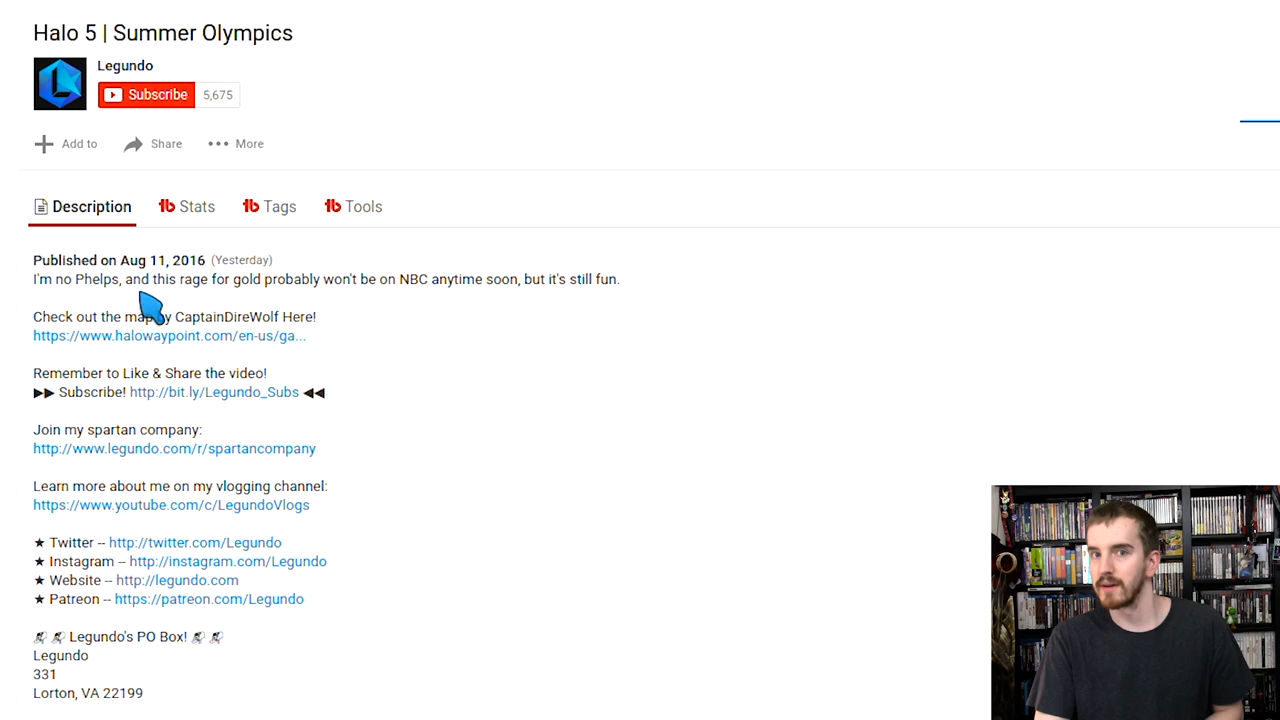 Halo 5 | Summer Olympics
Legundo
Subscribe 5,675
Add to Share More
Description Stats Tags Tools
Published on Aug 11, 2016 (Yesterday)
I'm no Phelps, and this rage for gold probably won't be on NBC anytime soon, but it's still fun.
Check out the map y CaptainDireWolf Here!
https://www.halowaypoint.com/en-us/ga...
Remember to Like & Share the video!
▶▶ Subscribe! http://bit.ly/Legundo_Subs ◀◀
Join my spartan company:
http://www.legundo.com/r/spartancompany
Learn more about me on my vlogging channel:
https://www.youtube.com/c/LegundoVlogs
★ Twitter -- http://twitter.com/Legundo
★ Instagram -- http://instagram.com/Legundo
★ Website -- http://legundo.com
★ Patreon -- https://patreon.com/Legundo
🚀 🚀 Legundo's PO Box! 🚀 🚀
Legundo
331
Lorton, VA 22199